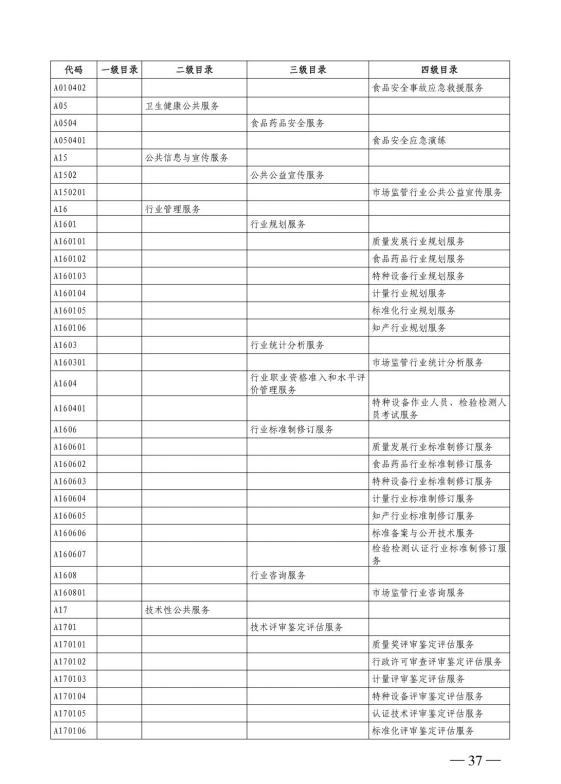 代码 一级目录 二级目录 三级目录 四级目录
A010402 食品安全事故应急救援服务
A05 卫生健康公共服务
A0504 食品药品安全服务
A050401 食品安全应急演练
A15 公共信息与宣传服务
A1502 公共公益宣传服务
A150201 市场监管行业公共公益宣传服务
A16 行业管理服务
A1601 行业规划服务
A160101 质量发展行业规划服务
A160102 食品药品行业规划服务
A160103 特种设备行业规划服务
A160104 计量行业规划服务
A160105 标准化行业规划服务
A160106 知产行业规划服务
A1603 行业统计分析服务
A160301 市场监管行业统计分析服务
A1604 行业职业资格准入和水平评
价管理服务
A160401 特种设备作业人员、检验检测人
员考试服务
A1606 行业标准制修订服务
A160601 质量发展行业标准制修订服务
A160602 食品药品行业标准制修订服务
A160603 特种设备行业标准制修订服务
A160604 计量行业标准制修订服务
A160605 知产行业标准制修订服务
A160606 标准备案与公开技术服务
A160607 检验检测认证行业标准制修订服
务
A1608 行业咨询服务
A160801 市场监管行业咨询服务
A17 技术性公共服务
A1701 技术评审鉴定评估服务
A170101 质量奖评审鉴定评估服务
A170102 行政许可审查评审鉴定评估服务
A170103 计量评审鉴定评估服务
A170104 特种设备评审鉴定评估服务
A170105 认证技术评审鉴定评估服务
A170106 标准化评审鉴定评估服务
— 37 —